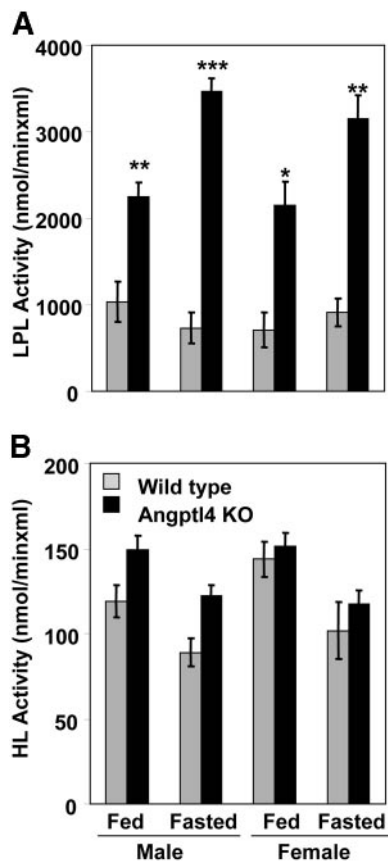 A
LPL Activity (nmol/minxml)
4000
3000
2000
1000
0
**
***
*
**
B
HL Activity (nmol/minxml)
200
150
100
50
0
Wild type
Angptl4 KO
Fed Fasted Fed Fasted
Male Female